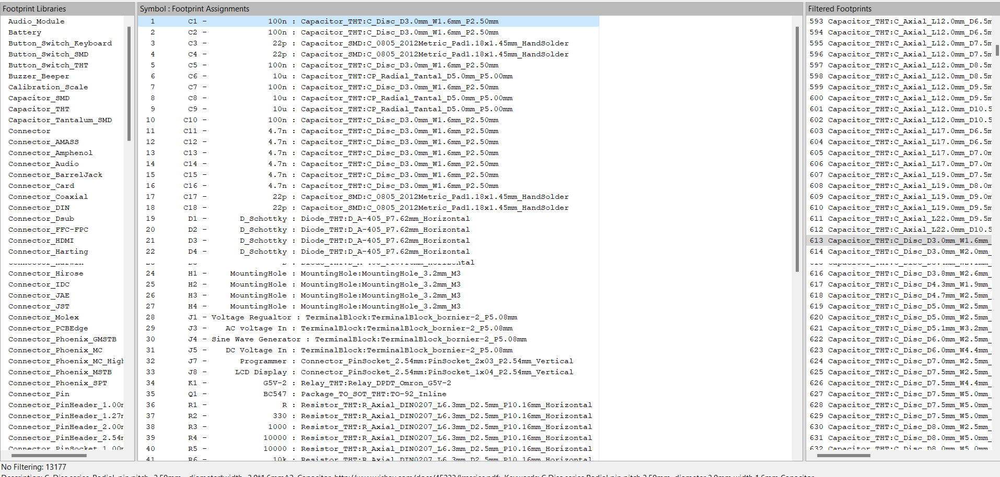 Footprint Libraries
Audio_Module
Battery
Button_Switch_Keyboard
Button_Switch_SMD
Button_Switch_THT
Buzzer_Beeper
Calibration_Scale
Capacitor_SMD
Capacitor_THT
Capacitor_Tantalum_SMD
Connector
Connector_AMASS
Connector_Amphenol
Connector_Audio
Connector_BarrelJack
Connector_Card
Connector_Coaxial
Connector_DIN
Connector_Dsub
Connector_FFC-FPC
Connector_HDMI
Connector_Harting
Connector_Hirose
Connector_IDC
Connector_JAE
Connector_JST
Connector_Molex
Connector_PCBEdge
Connector_Phoenix_GMSTB
Connector_Phoenix_MC
Connector_Phoenix_MC_High
Connector_Phoenix_MSTB
Connector_Phoenix_SPT
Connector_Pin
Connector_PinHeader_1.00m
Connector_PinHeader_1.27m
Connector_PinHeader_2.00m
Connector_PinHeader_2.54m
Connector_PinSocket_1.00m
Symbol : Footprint Assignments
1 C1 - 100n : Capacitor_THT:C_Disc_D3.0mm_W1.6mm_P2.50mm
2 C2 - 100n : Capacitor_THT:C_Disc_D3.0mm_W1.6mm_P2.50mm
3 C3 - 22p : Capacitor_SMD:C_0805_2012Metric_Pad1.18x1.45mm_HandSolder
4 C4 - 22p : Capacitor_SMD:C_0805_2012Metric_Pad1.18x1.45mm_HandSolder
5 C5 - 100n : Capacitor_THT:C_Disc_D3.0mm_W1.6mm_P2.50mm
6 C6 - 10u : Capacitor_THT:CP_Radial_Tantal_D5.0mm_P5.00mm
7 C7 - 100n : Capacitor_THT:C_Disc_D3.0mm_W1.6mm_P2.50mm
8 C8 - 10u : Capacitor_THT:CP_Radial_Tantal_D5.0mm_P5.00mm
9 C9 - 10u : Capacitor_THT:CP_Radial_Tantal_D5.0mm_P5.00mm
10 C10 - 100n : Capacitor_THT:C_Disc_D3.0mm_W1.6mm_P2.50mm
11 C11 - 4.7n : Capacitor_THT:C_Disc_D3.0mm_W1.6mm_P2.50mm
12 C12 - 4.7n : Capacitor_THT:C_Disc_D3.0mm_W1.6mm_P2.50mm
13 C13 - 4.7n : Capacitor_THT:C_Disc_D3.0mm_W1.6mm_P2.50mm
14 C14 - 4.7n : Capacitor_THT:C_Disc_D3.0mm_W1.6mm_P2.50mm
15 C15 - 4.7n : Capacitor_THT:C_Disc_D3.0mm_W1.6mm_P2.50mm
16 C16 - 4.7n : Capacitor_THT:C_Disc_D3.0mm_W1.6mm_P2.50mm
17 C17 - 22p : Capacitor_SMD:C_0805_2012Metric_Pad1.18x1.45mm_HandSolder
18 C18 - 22p : Capacitor_SMD:C_0805_2012Metric_Pad1.18x1.45mm_HandSolder
19 D1 - D_Schottky : Diode_THT:D_A-405_P7.62mm_Horizontal
20 D2 - D_Schottky : Diode_THT:D_A-405_P7.62mm_Horizontal
21 D3 - D_Schottky : Diode_THT:D_A-405_P7.62mm_Horizontal
22 D4 - D_Schottky : Diode_THT:D_A-405_P7.62mm_Horizontal
24 H1 - MountingHole : MountingHole:MountingHole_3.2mm_M3
25 H2 - MountingHole : MountingHole:MountingHole_3.2mm_M3
26 H3 - MountingHole : MountingHole:MountingHole_3.2mm_M3
27 H4 - MountingHole : MountingHole:MountingHole_3.2mm_M3
28 J1 - Voltage Regualtor : TerminalBlock:TerminalBlock_bornier-2_P5.08mm
29 J3 - AC voltage In : TerminalBlock:TerminalBlock_bornier-2_P5.08mm
30 J4 - Sine Wave Generator : TerminalBlock:TerminalBlock_bornier-2_P5.08mm
31 J5 - DC Voltage In : TerminalBlock:TerminalBlock_bornier-2_P5.08mm
32 J7 - Programmer : Connector_PinSocket_2.54mm:PinSocket_2x03_P2.54mm_Vertical
33 J8 - LCD Display : Connector_PinSocket_2.54mm:PinSocket_1x04_P2.54mm_Vertical
34 K1 - G5V-2 : Relay_THT:Relay_DPDT_Omron_G5V-2
35 Q1 - BC547 : Package_TO_SOT_THT:TO-92_Inline
36 R1 - R : Resistor_THT:R_Axial_DIN0207_L6.3mm_D2.5mm_P10.16mm_Horizontal
37 R2 - 330 : Resistor_THT:R_Axial_DIN0207_L6.3mm_D2.5mm_P10.16mm_Horizontal
38 R3 - 1000 : Resistor_THT:R_Axial_DIN0207_L6.3mm_D2.5mm_P10.16mm_Horizontal
39 R4 - 10000 : Resistor_THT:R_Axial_DIN0207_L6.3mm_D2.5mm_P10.16mm_Horizontal
40 R5 - 10000 : Resistor_THT:R_Axial_DIN0207_L6.3mm_D2.5mm_P10.16mm_Horizontal
41 R6 - 10k : Resistor_THT:R_Axial_DIN0207_L6.3mm_D2.5mm_P10.16mm_Horizontal
Filtered Footprints
593 Capacitor_THT:C_Axial_L12.0mm_D6.5m
594 Capacitor_THT:C_Axial_L12.0mm_D6.5m
595 Capacitor_THT:C_Axial_L12.0mm_D7.5m
596 Capacitor_THT:C_Axial_L12.0mm_D7.5m
597 Capacitor_THT:C_Axial_L12.0mm_D8.5m
598 Capacitor_THT:C_Axial_L12.0mm_D8.5m
599 Capacitor_THT:C_Axial_L12.0mm_D9.5m
600 Capacitor_THT:C_Axial_L12.0mm_D9.5m
601 Capacitor_THT:C_Axial_L12.0mm_D10.5
602 Capacitor_THT:C_Axial_L12.0mm_D10.5
603 Capacitor_THT:C_Axial_L17.0mm_D6.5m
604 Capacitor_THT:C_Axial_L17.0mm_D6.5m
605 Capacitor_THT:C_Axial_L17.0mm_D7.0m
606 Capacitor_THT:C_Axial_L17.0mm_D7.0m
607 Capacitor_THT:C_Axial_L19.0mm_D7.5m
608 Capacitor_THT:C_Axial_L19.0mm_D8.0m
609 Capacitor_THT:C_Axial_L19.0mm_D9.0m
610 Capacitor_THT:C_Axial_L19.0mm_D9.5m
611 Capacitor_THT:C_Axial_L22.0mm_D9.5m
612 Capacitor_THT:C_Axial_L22.0mm_D10.5
613 Capacitor_THT:C_Disc_D3.0mm_W1.6mm_
614 Capacitor_THT:C_Disc_D3.0mm_W2.0mm_
616 Capacitor_THT:C_Disc_D3.8mm_W2.6mm_
617 Capacitor_THT:C_Disc_D4.3mm_W1.9mm_
618 Capacitor_THT:C_Disc_D4.7mm_W2.5mm_
619 Capacitor_THT:C_Disc_D5.0mm_W2.5mm_
620 Capacitor_THT:C_Disc_D5.0mm_W2.5mm_
621 Capacitor_THT:C_Disc_D5.1mm_W3.2mm_
622 Capacitor_THT:C_Disc_D6.0mm_W2.5mm_
623 Capacitor_THT:C_Disc_D6.0mm_W4.4mm_
624 Capacitor_THT:C_Disc_D7.0mm_W2.5mm_
625 Capacitor_THT:C_Disc_D7.5mm_W2.5mm_
626 Capacitor_THT:C_Disc_D7.5mm_W4.4mm_
627 Capacitor_THT:C_Disc_D7.5mm_W5.0mm_
628 Capacitor_THT:C_Disc_D7.5mm_W5.0mm_
629 Capacitor_THT:C_Disc_D7.5mm_W5.0mm_
630 Capacitor_THT:C_Disc_D8.0mm_W2.5mm_
631 Capacitor_THT:C_Disc_D8.0mm_W5.0mm_
632 Capacitor_THT:C_Disc_D8.0mm_W5.0mm_
No Filtering: 13177